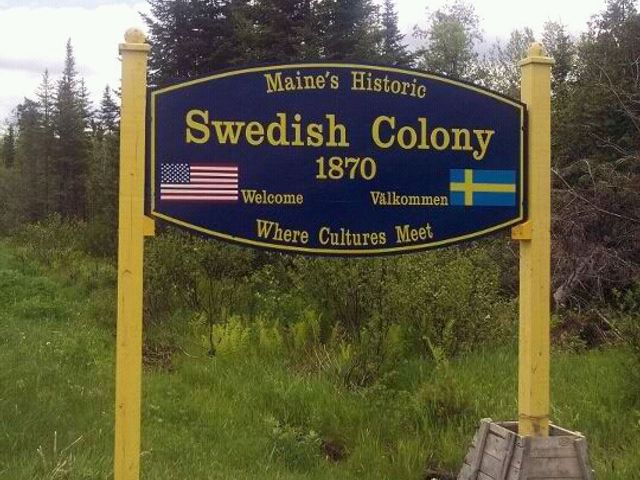 Maine's Historic
Swedish Colony
1870
Welcome Välkommen
Where Cultures Meet